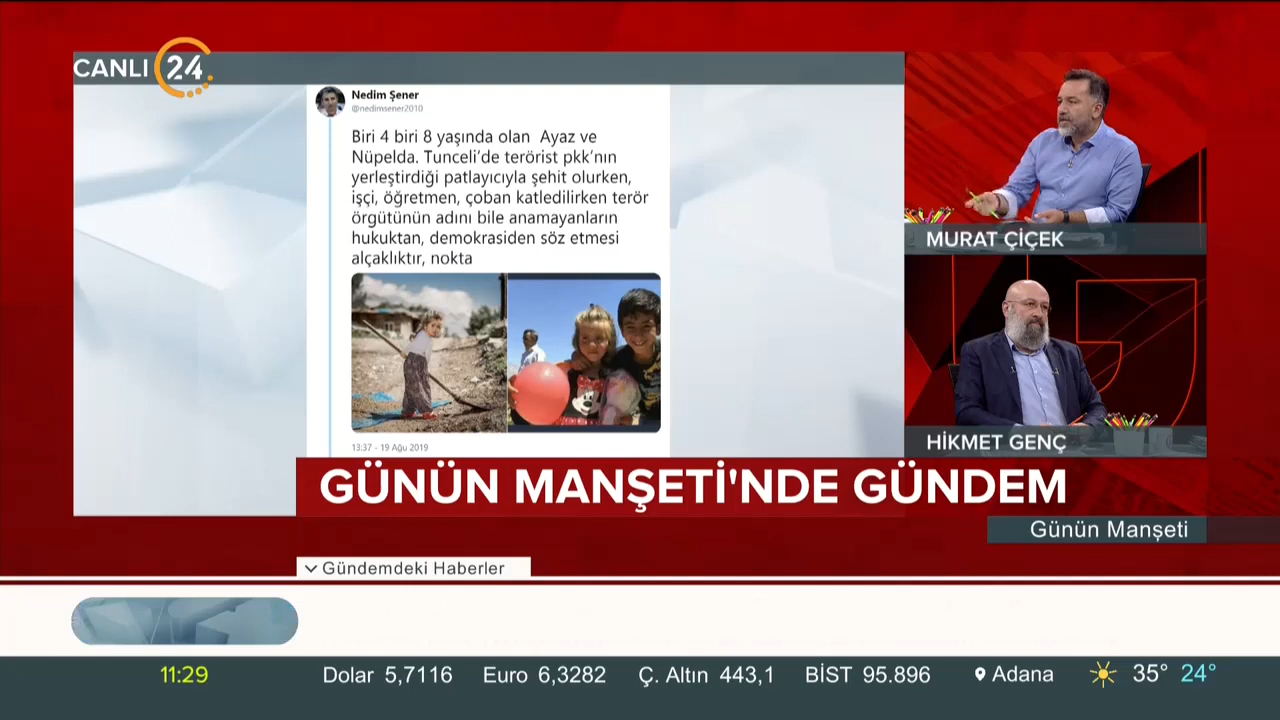 CANLI 24
Nedim Şener
@nedimsener2010
Biri 4 biri 8 yaşında olan Ayaz ve
Nüpelda. Tunceli’de terörist pkk’nın
yerleştirdiği patlayıcıyla şehit olurken,
işçi, öğretmen, çoban katledilirken terör
örgütünün adını bile anamayanların
hukuktan, demokrasiden söz etmesi
alçaklıktır, nokta
13:37 - 19 Ağu 2019
MURAT ÇİÇEK
HİKMET GENÇ
GÜNÜN MANŞETİ'NDE GÜNDEM
Günün Manşeti
Gündemdeki Haberler
11:29 Dolar 5,7116 Euro 6,3282 Ç. Altın 443,1 BİST 95.896 Adana 35° 24°